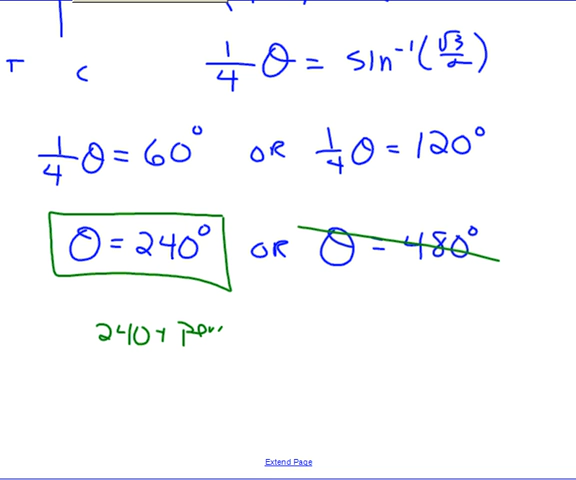 T C
1/4 θ = sin⁻¹(√3/2)
1/4 θ = 60° OR 1/4 θ = 120°
θ = 240° OR θ = 480°
240 +
Extend Page